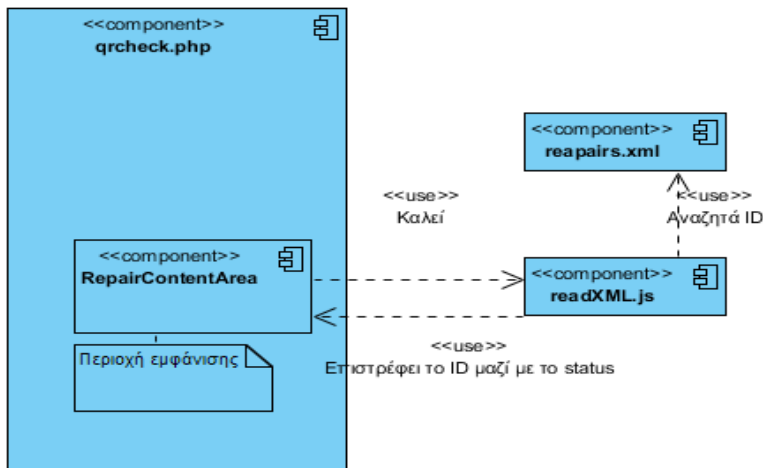 <<component>>
qrcheck.php
<<component>>
reapairs.xml
<<use>>
Καλεί
<<use>>
Αναζητά ID
<<component>>
RepairContentArea
<<component>>
readXML.js
Περιοχή εμφάνισης
<<use>>
Επιστρέφει το ID μαζί με το status